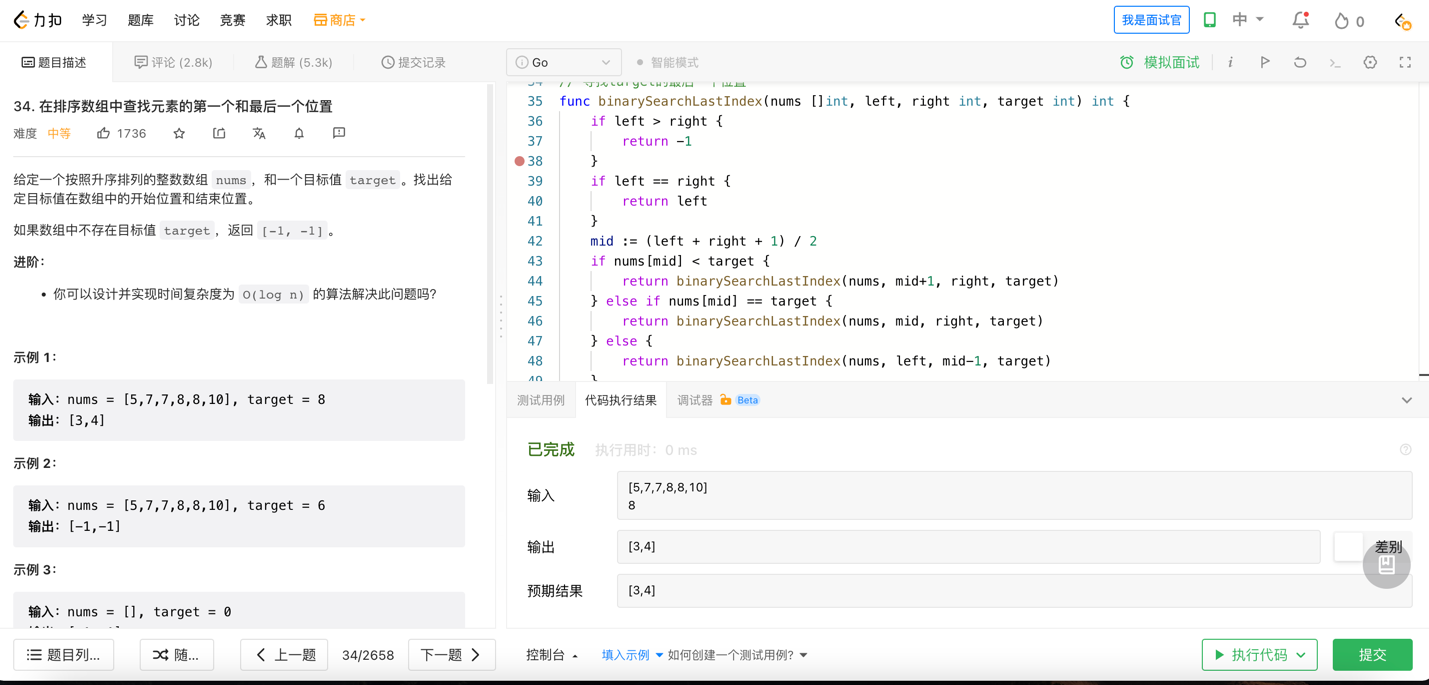 力扣 学习 题库 讨论 竞赛 求职 商店 我是面试官 中 0
题目描述 评论 (2.8k) 题解 (5.3k) 提交记录
i Go 智能模式 模拟面试 i
34. 在排序数组中查找元素的第一个和最后一个位置
难度 中等 1736
给定一个按照升序排列的整数数组 nums，和一个目标值 target。找出给
定目标值在数组中的开始位置和结束位置。
如果数组中不存在目标值 target，返回 [-1, -1]。
进阶：
• 你可以设计并实现时间复杂度为 O(log n) 的算法解决此问题吗？
示例 1：
输入：nums = [5,7,7,8,8,10], target = 8
输出：[3,4]
示例 2：
输入：nums = [5,7,7,8,8,10], target = 6
输出：[-1,-1]
示例 3：
输入：nums = [], target = 0
题目列... 随... 上一题 34/2658 下一题
35 func binarySearchLastIndex(nums []int, left, right int, target int) int {
36 if left > right {
37 return -1
38 }
39 if left == right {
40 return left
41 }
42 mid := (left + right + 1) / 2
43 if nums[mid] < target {
44 return binarySearchLastIndex(nums, mid+1, right, target)
45 } else if nums[mid] == target {
46 return binarySearchLastIndex(nums, mid, right, target)
47 } else {
48 return binarySearchLastIndex(nums, left, mid-1, target)
测试用例 代码执行结果 调试器 Beta
已完成 执行用时：0 ms
输入
[5,7,7,8,8,10]
8
输出 [3,4] 差别
预期结果 [3,4]
控制台 填入示例 如何创建一个测试用例? 执行代码 提交